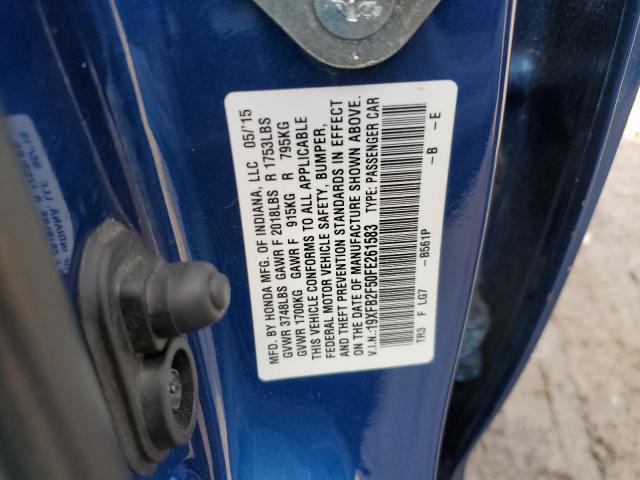 MFD. BY HONDA MFG. OF INDIANA, LLC 05/'15
GVWR 3748LBS GAWR F 2018LBS R 1753LBS
GVWR 1700KG GAWR F 915KG R 795KG
THIS VEHICLE CONFORMS TO ALL APPLICABLE
FEDERAL MOTOR VEHICLE SAFETY, BUMPER,
AND THEFT PREVENTION STANDARDS IN EFFECT
ON THE DATE OF MANUFACTURE SHOWN ABOVE.
V.I.N.:19XFB2F50FE261583 TYPE: PASSENGER CAR
TR3 F LG7 -B561P -B -E
INDIANA